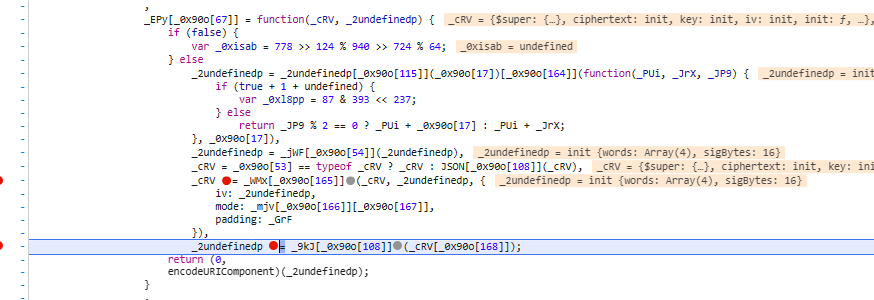 ,
_EPy[_0x90o[67]] = function(_cRV, _2undefinedp) { _cRV = {$super: {…}, ciphertext: init, key: init, iv: init, init: ƒ, …},
if (false) {
var _0xisab = 778 >> 124 % 940 >> 724 % 64; _0xisab = undefined
} else
_2undefinedp = _2undefinedp[_0x90o[115]](_0x90o[17])[_0x90o[164]](function(_PUi, _JrX, _JP9) { _2undefinedp = init
if (true + 1 + undefined) {
var _0xl8pp = 87 & 393 << 237;
} else
return _JP9 % 2 == 0 ? _PUi + _0x90o[17] : _PUi + _JrX;
}, _0x90o[17]),
_2undefinedp = _jWF[_0x90o[54]](_2undefinedp), _2undefinedp = init {words: Array(4), sigBytes: 16}
_cRV = _0x90o[53] == typeof _cRV ? _cRV : JSON[_0x90o[108]](_cRV), _cRV = {$super: {…}, ciphertext: init, key: ini
_cRV = _WMX[_0x90o[165]](_cRV, _2undefinedp, { _2undefinedp = init {words: Array(4), sigBytes: 16}
iv: _2undefinedp,
mode: _mjv[_0x90o[166]][_0x90o[167]],
padding: _GrF
}),
_2undefinedp = _9kJ[_0x90o[108]](_cRV[_0x90o[168]]);
return (0,
encodeURIComponent)(_2undefinedp);
}